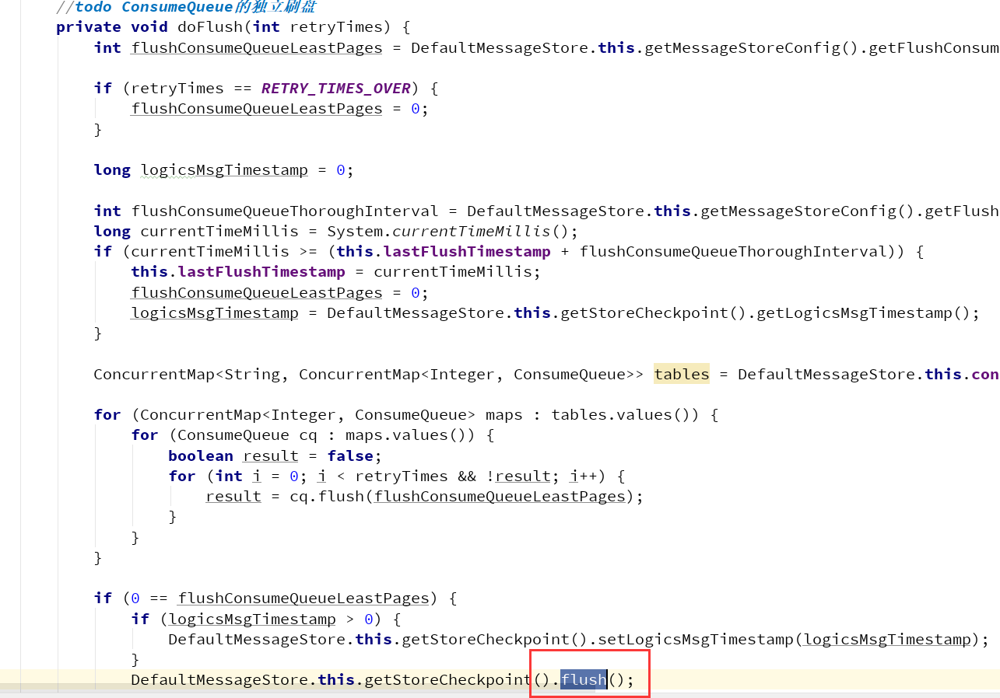 //todo ConsumeQueue的独立刷盘
private void doFlush(int retryTimes) {
int flushConsumeQueueLeastPages = DefaultMessageStore.this.getMessageStoreConfig().getFlushConsum
if (retryTimes == RETRY_TIMES_OVER) {
flushConsumeQueueLeastPages = 0;
}
long logicsMsgTimestamp = 0;
int flushConsumeQueueThoroughInterval = DefaultMessageStore.this.getMessageStoreConfig().getFlush
long currentTimeMillis = System.currentTimeMillis();
if (currentTimeMillis >= (this.lastFlushTimestamp + flushConsumeQueueThoroughInterval)) {
this.lastFlushTimestamp = currentTimeMillis;
flushConsumeQueueLeastPages = 0;
logicsMsgTimestamp = DefaultMessageStore.this.getStoreCheckpoint().getLogicsMsgTimestamp();
}
ConcurrentMap<String, ConcurrentMap<Integer, ConsumeQueue>> tables = DefaultMessageStore.this.con
for (ConcurrentMap<Integer, ConsumeQueue> maps : tables.values()) {
for (ConsumeQueue cq : maps.values()) {
boolean result = false;
for (int i = 0; i < retryTimes && !result; i++) {
result = cq.flush(flushConsumeQueueLeastPages);
}
}
}
if (0 == flushConsumeQueueLeastPages) {
if (logicsMsgTimestamp > 0) {
DefaultMessageStore.this.getStoreCheckpoint().setLogicsMsgTimestamp(logicsMsgTimestamp);
}
DefaultMessageStore.this.getStoreCheckpoint().flush();